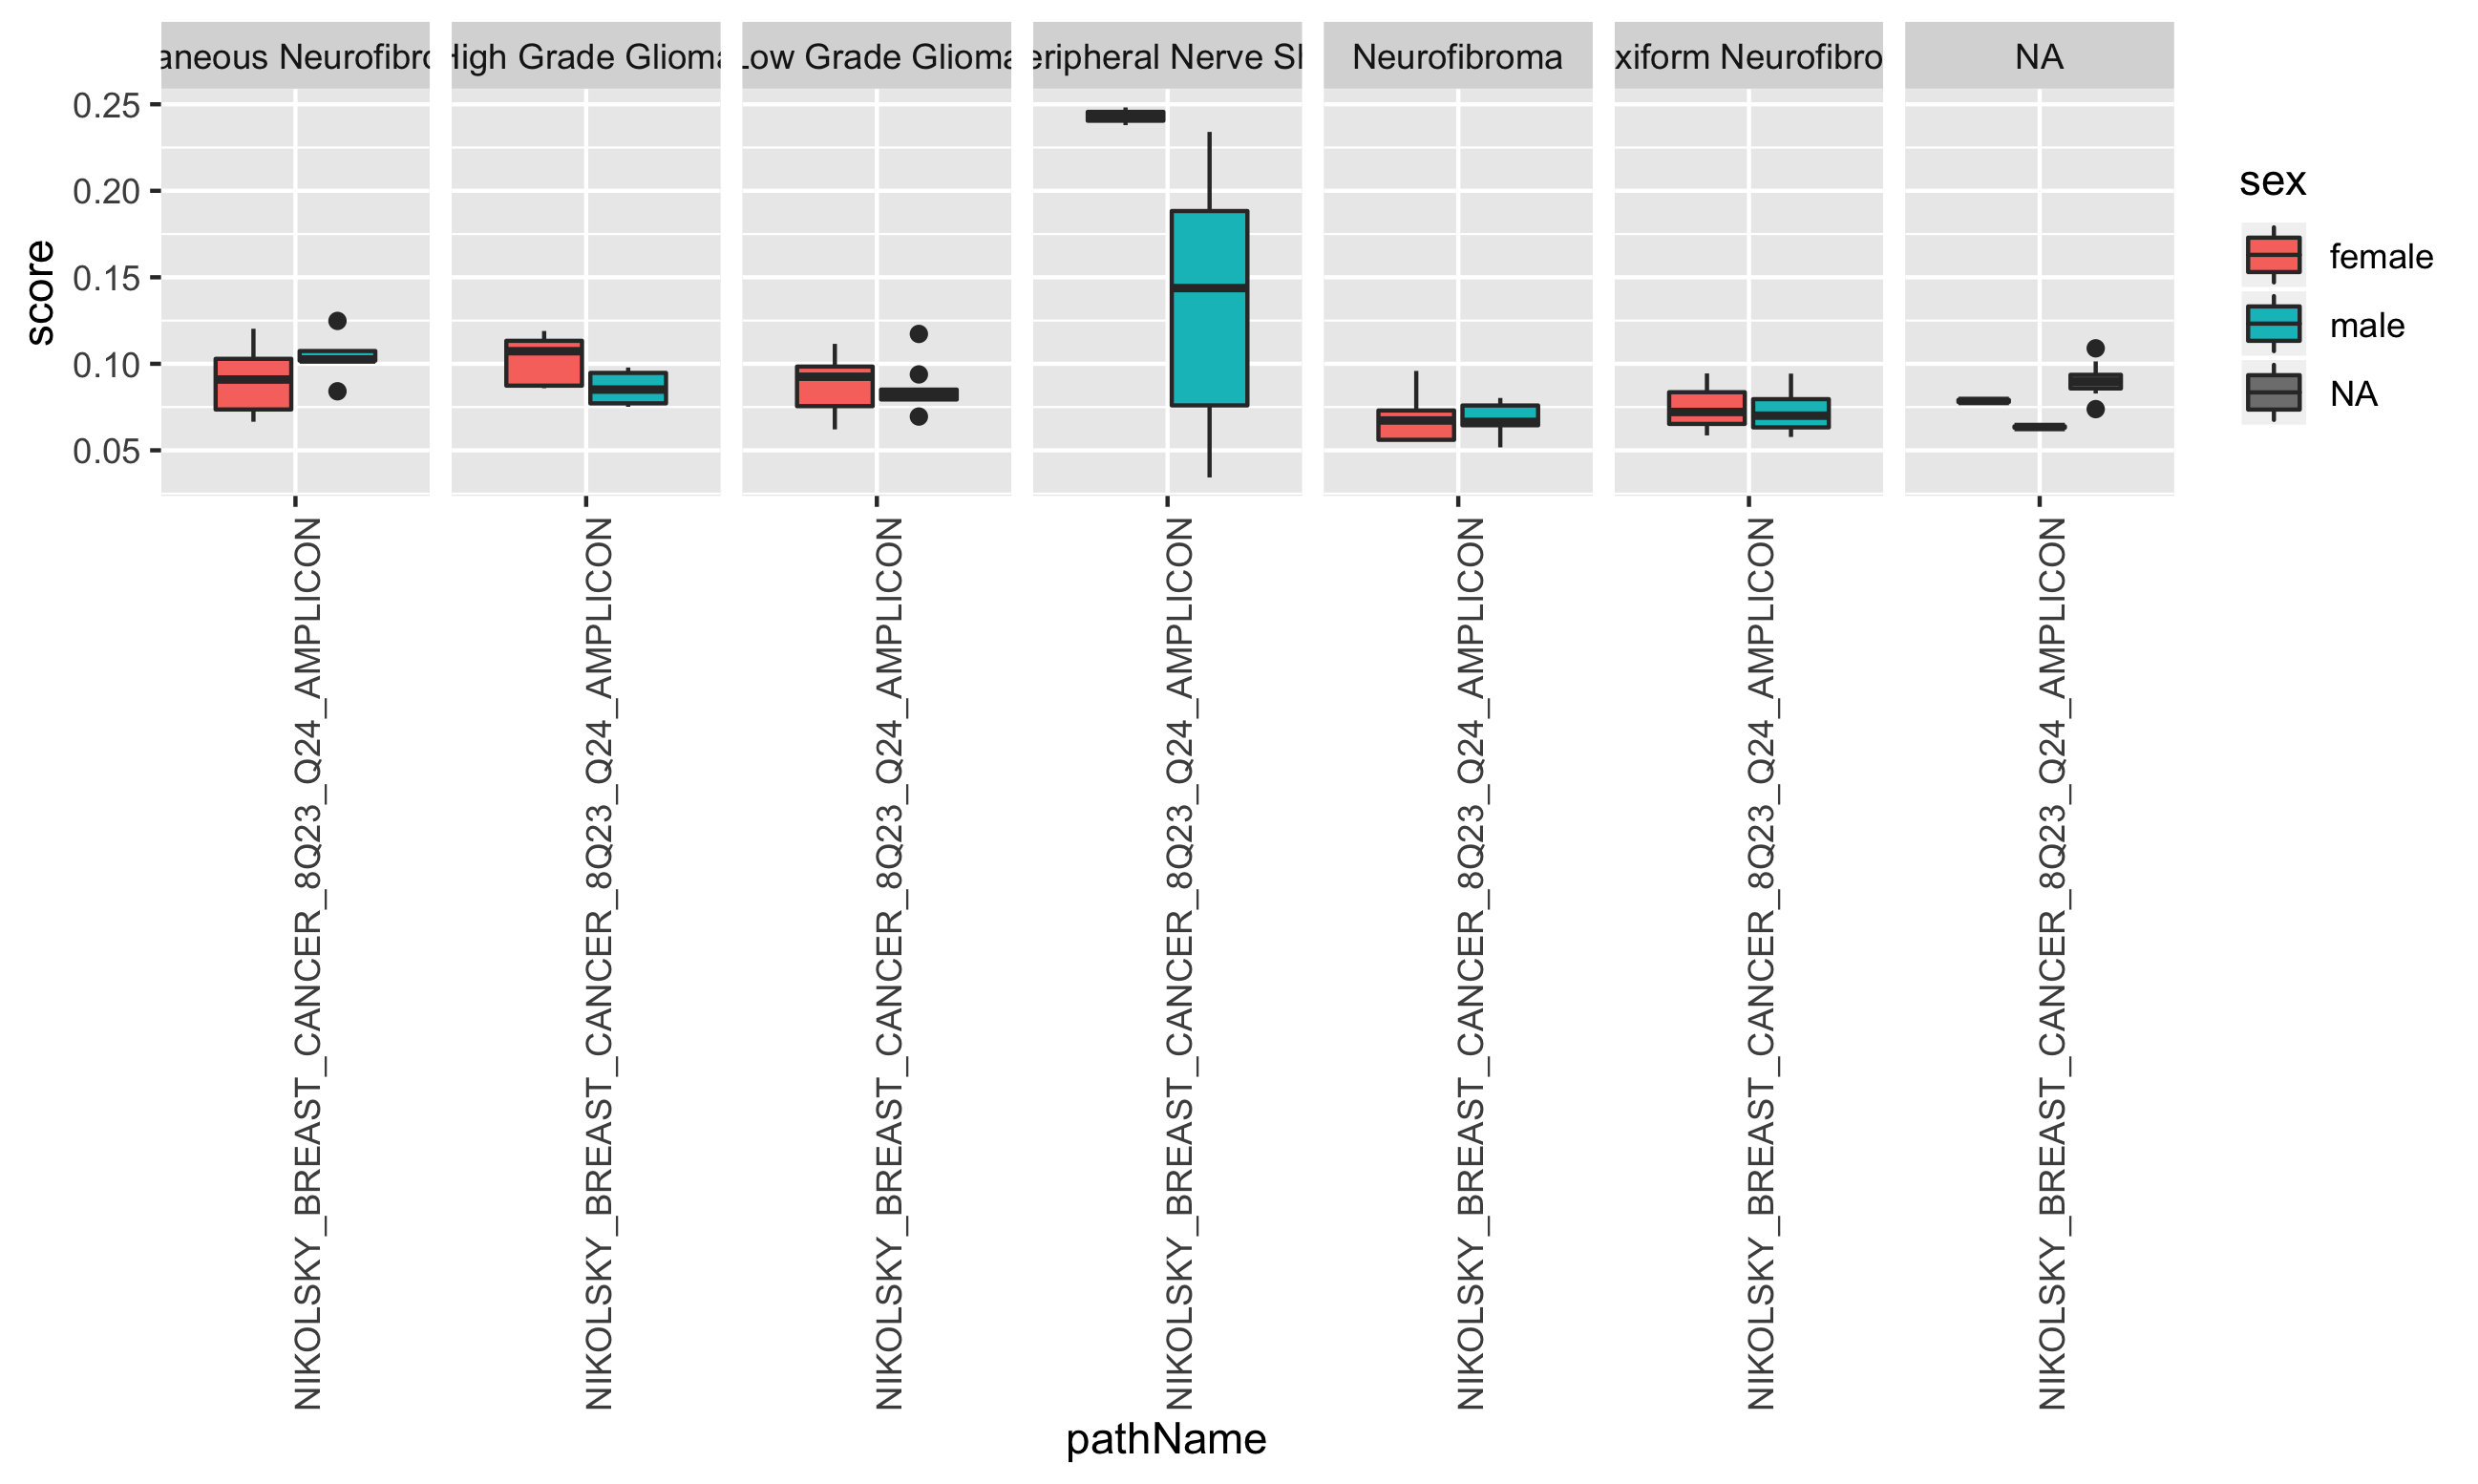 aneous Neurofibro
High Grade Glioma
Low Grade Glioma
eripheral Nerve Sh
Neurofibroma
xiform Neurofibro
NA
0.25
0.20
0.15
0.10
0.05
score
sex
female
male
NA
NIKOLSKY_BREAST_CANCER_8Q23_Q24_AMPLICON
NIKOLSKY_BREAST_CANCER_8Q23_Q24_AMPLICON
NIKOLSKY_BREAST_CANCER_8Q23_Q24_AMPLICON
NIKOLSKY_BREAST_CANCER_8Q23_Q24_AMPLICON
NIKOLSKY_BREAST_CANCER_8Q23_Q24_AMPLICON
NIKOLSKY_BREAST_CANCER_8Q23_Q24_AMPLICON
NIKOLSKY_BREAST_CANCER_8Q23_Q24_AMPLICON
pathName